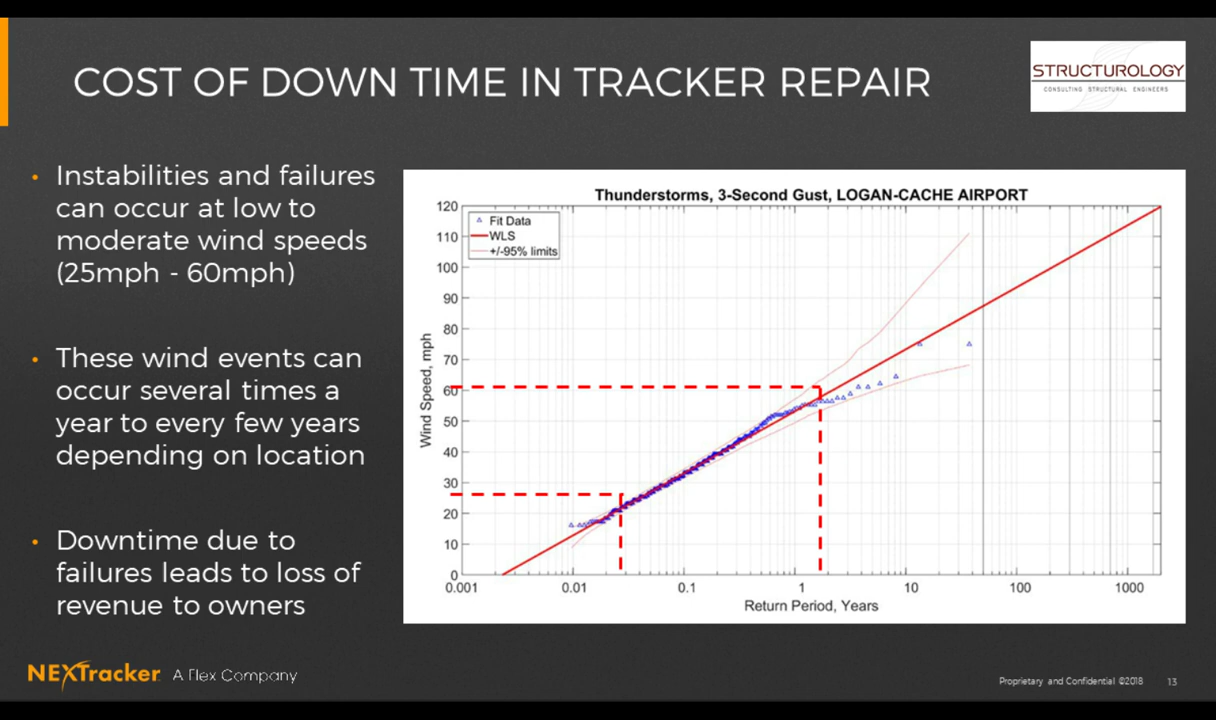 COST OF DOWN TIME IN TRACKER REPAIR
STRUCTUROLOGY
CONSULTING STRUCTURAL ENGINEERS
• Instabilities and failures
can occur at low to
moderate wind speeds
(25mph - 60mph)
• These wind events can
occur several times a
year to every few years
depending on location
• Downtime due to
failures leads to loss of
revenue to owners
Thunderstorms, 3-Second Gust, LOGAN-CACHE AIRPORT
Fit Data
WLS
+/-95% limits
Wind Speed, mph
120
110
100
90
80
70
60
50
40
30
20
10
0
0.001 0.01 0.1 1 10 100 1000
Return Period, Years
NEXTracker A Flex Company
Proprietary and Confidential ©2018 13